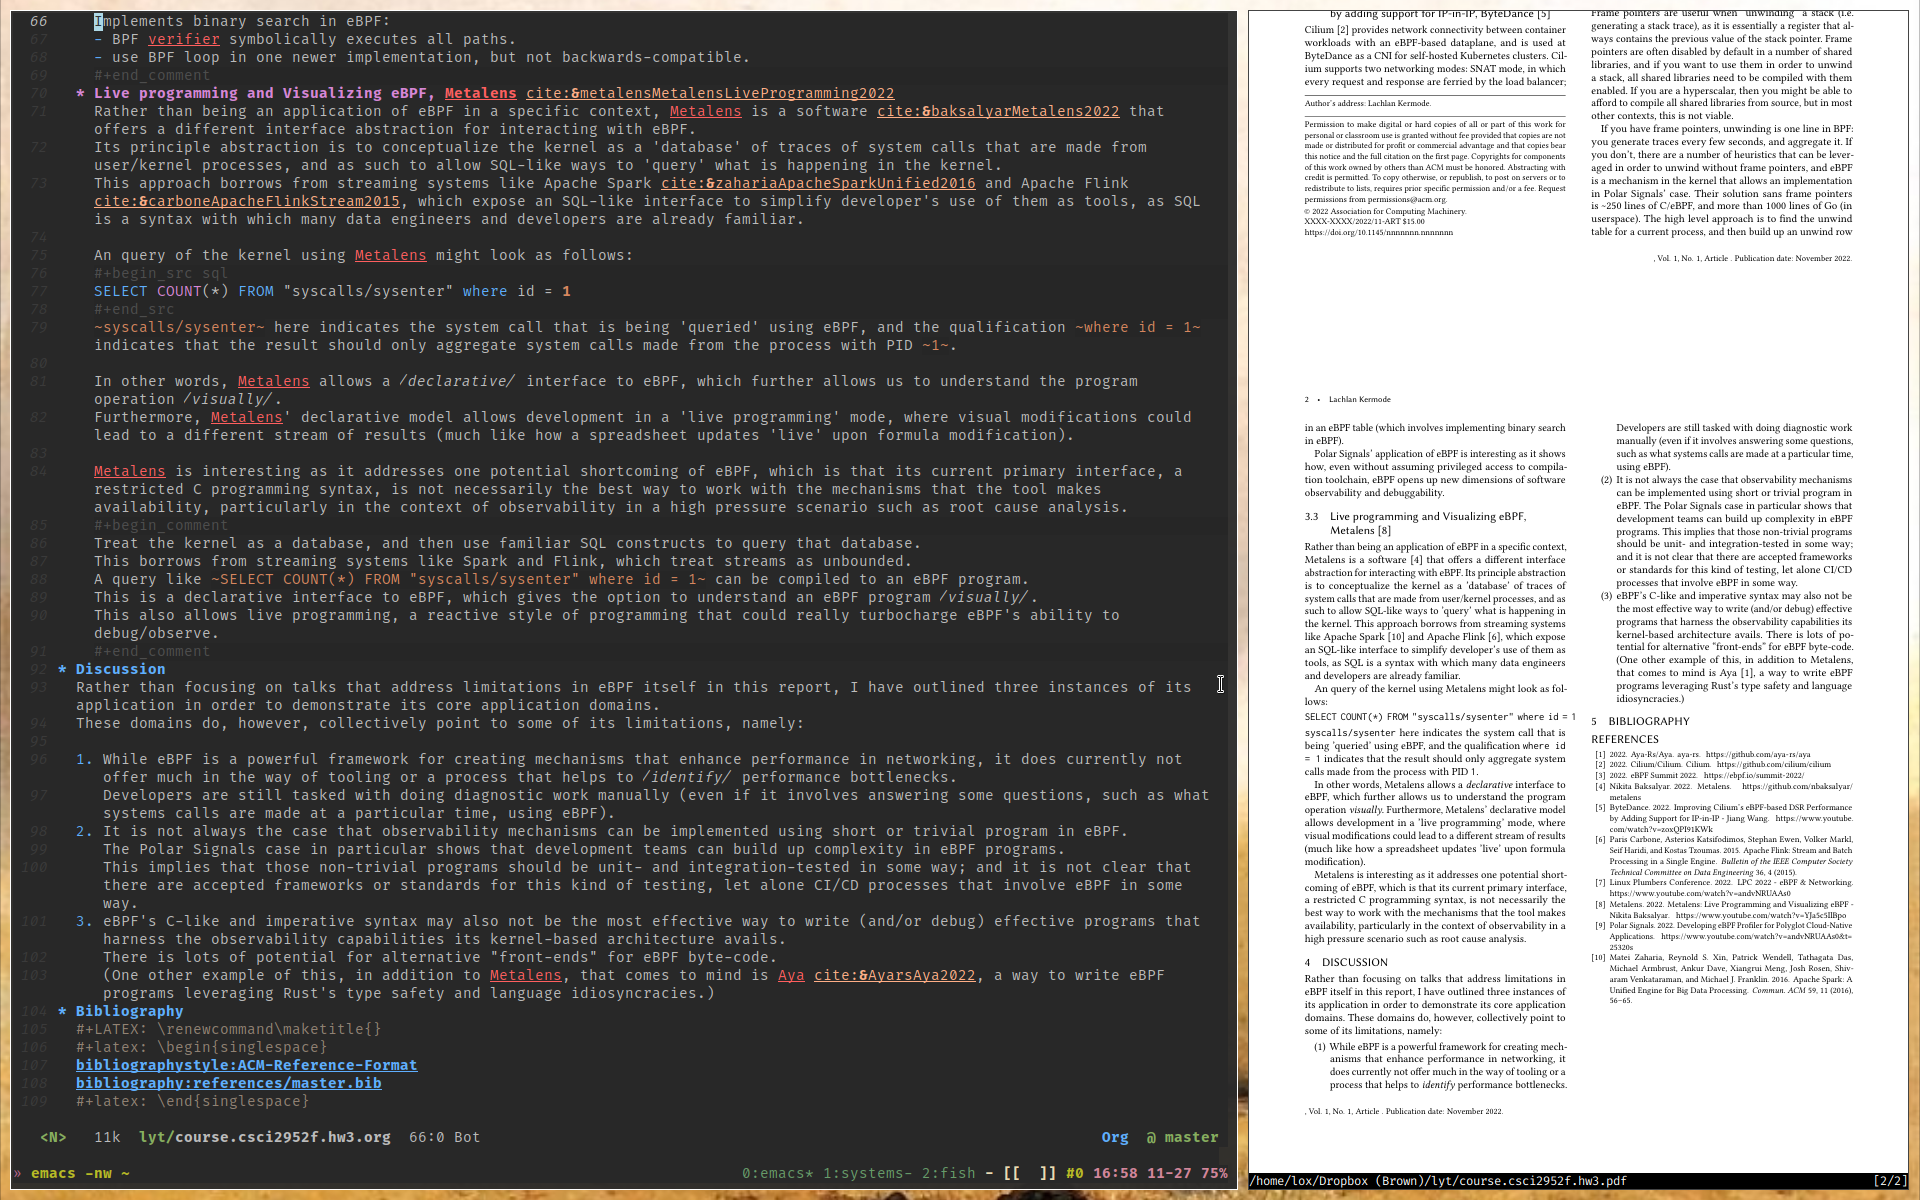 66 Implements binary search in eBPF:
67 - BPF verifier symbolically executes all paths.
68 - use BPF loop in one newer implementation, but not backwards-compatible.
69 #+end_comment
70 * Live programming and Visualizing eBPF, Metalens cite:&metalensMetalensLiveProgramming2022
71 Rather than being an application of eBPF in a specific context, Metalens is a software cite:&baksalyarMetalens2022 that
offers a different interface abstraction for interacting with eBPF.
72 Its principle abstraction is to conceptualize the kernel as a 'database' of traces of system calls that are made from
user/kernel processes, and as such to allow SQL-like ways to 'query' what is happening in the kernel.
73 This approach borrows from streaming systems like Apache Spark cite:&zahariaApacheSparkUnified2016 and Apache Flink
cite:&carboneApacheFlinkStream2015, which expose an SQL-like interface to simplify developer's use of them as tools, as SQL
is a syntax with which many data engineers and developers are already familiar.
74
75 An query of the kernel using Metalens might look as follows:
76 #+begin_src sql
77 SELECT COUNT(*) FROM "syscalls/sysenter" where id = 1
78 #+end_src
79 ~syscalls/sysenter~ here indicates the system call that is being 'queried' using eBPF, and the qualification ~where id = 1~
indicates that the result should only aggregate system calls made from the process with PID ~1~.
80
81 In other words, Metalens allows a /declarative/ interface to eBPF, which further allows us to understand the program
operation /visually/.
82 Furthermore, Metalens' declarative model allows development in a 'live programming' mode, where visual modifications could
lead to a different stream of results (much like how a spreadsheet updates 'live' upon formula modification).
83
84 Metalens is interesting as it addresses one potential shortcoming of eBPF, which is that its current primary interface, a
restricted C programming syntax, is not necessarily the best way to work with the mechanisms that the tool makes
availability, particularly in the context of observability in a high pressure scenario such as root cause analysis.
85 #+begin_comment
86 Treat the kernel as a database, and then use familiar SQL constructs to query that database.
87 This borrows from streaming systems like Spark and Flink, which treat streams as unbounded.
88 A query like ~SELECT COUNT(*) FROM "syscalls/sysenter" where id = 1~ can be compiled to an eBPF program.
89 This is a declarative interface to eBPF, which gives the option to understand an eBPF program /visually/.
90 This also allows live programming, a reactive style of programming that could really turbocharge eBPF's ability to
debug/observe.
91 #+end_comment
92 * Discussion
93 Rather than focusing on talks that address limitations in eBPF itself in this report, I have outlined three instances of its
application in order to demonstrate its core application domains.
94 These domains do, however, collectively point to some of its limitations, namely:
95
96 1. While eBPF is a powerful framework for creating mechanisms that enhance performance in networking, it does currently not
offer much in the way of tooling or a process that helps to /identify/ performance bottlenecks.
97 Developers are still tasked with doing diagnostic work manually (even if it involves answering some questions, such as what
systems calls are made at a particular time, using eBPF).
98 2. It is not always the case that observability mechanisms can be implemented using short or trivial program in eBPF.
99 The Polar Signals case in particular shows that development teams can build up complexity in eBPF programs.
100 This implies that those non-trivial programs should be unit- and integration-tested in some way; and it is not clear that
there are accepted frameworks or standards for this kind of testing, let alone CI/CD processes that involve eBPF in some
way.
101 3. eBPF's C-like and imperative syntax may also not be the most effective way to write (and/or debug) effective programs that
harness the observability capabilities its kernel-based architecture avails.
102 There is lots of potential for alternative "front-ends" for eBPF byte-code.
103 (One other example of this, in addition to Metalens, that comes to mind is Aya cite:&AyarsAya2022, a way to write eBPF
programs leveraging Rust's type safety and language idiosyncracies.)
104 * Bibliography
105 #+LATEX: \renewcommand\maketitle{}
106 #+latex: \begin{singlespace}
107 bibliographystyle:ACM-Reference-Format
108 bibliography:references/master.bib
109 #+latex: \end{singlespace}
<N> 11k lyt/course.csci2952f.hw3.org 66:0 Bot Org @ master
» emacs -nw ~ 0:emacs* 1:systems- 2:fish - [[ ]] #0 16:58 11-27 75%
by adding support for IP-in-IP, ByteDance [5]
Cilium [2] provides network connectivity between container
workloads with an eBPF-based dataplane, and is used at
ByteDance as a CNI for self-hosted Kubernetes clusters. Cil-
ium supports two networking modes: SNAT mode, in which
every request and response are ferried by the load balancer;
Author's address: Lachlan Kermode.
Permission to make digital or hard copies of all or part of this work for
personal or classroom use is granted without fee provided that copies are not
made or distributed for profit or commercial advantage and that copies bear
this notice and the full citation on the first page. Copyrights for components
of this work owned by others than ACM must be honored. Abstracting with
credit is permitted. To copy otherwise, or republish, to post on servers or to
redistribute to lists, requires prior specific permission and/or a fee. Request
permissions from permissions@acm.org.
© 2022 Association for Computing Machinery.
XXXX-XXXX/2022/11-ART $15.00
https://doi.org/10.1145/nnnnnnn.nnnnnnn
Frame pointers are useful when "unwinding" a stack (i.e.
generating a stack trace), as it is essentially a register that al-
ways contains the previous value of the stack pointer. Frame
pointers are often disabled by default in a number of shared
libraries, and if you want to use them in order to unwind
a stack, all shared libraries need to be compiled with them
enabled. If you are a hyperscalar, then you might be able to
afford to compile all shared libraries from source, but in most
other contexts, this is not viable.
If you have frame pointers, unwinding is one line in BPF:
you generate traces every few seconds, and aggregate it. If
you don't, there are a number of heuristics that can be lever-
aged in order to unwind without frame pointers, and eBPF
is a mechanism in the kernel that allows an implementation
in Polar Signals' case. Their solution sans frame pointers
is ~250 lines of C/eBPF, and more than 1000 lines of Go (in
userspace). The high level approach is to find the unwind
table for a current process, and then build up an unwind row
, Vol. 1, No. 1, Article . Publication date: November 2022.
2 • Lachlan Kermode
in an eBPF table (which involves implementing binary search
in eBPF).
Polar Signals' application of eBPF is interesting as it shows
how, even without assuming privileged access to compila-
tion toolchain, eBPF opens up new dimensions of software
observability and debuggability.
3.3 Live programming and Visualizing eBPF,
Metalens [8]
Rather than being an application of eBPF in a specific context,
Metalens is a software [4] that offers a different interface
abstraction for interacting with eBPF. Its principle abstraction
is to conceptualize the kernel as a 'database' of traces of
system calls that are made from user/kernel processes, and as
such to allow SQL-like ways to 'query' what is happening in
the kernel. This approach borrows from streaming systems
like Apache Spark [10] and Apache Flink [6], which expose
an SQL-like interface to simplify developer's use of them as
tools, as SQL is a syntax with which many data engineers
and developers are already familiar.
An query of the kernel using Metalens might look as fol-
lows:
SELECT COUNT(*) FROM "syscalls/sysenter" where id = 1
syscalls/sysenter here indicates the system call that is
being 'queried' using eBPF, and the qualification where id
= 1 indicates that the result should only aggregate system
calls made from the process with PID 1.
In other words, Metalens allows a declarative interface to
eBPF, which further allows us to understand the program
operation visually. Furthermore, Metalens' declarative model
allows development in a 'live programming' mode, where
visual modifications could lead to a different stream of results
(much like how a spreadsheet updates 'live' upon formula
modification).
Metalens is interesting as it addresses one potential short-
coming of eBPF, which is that its current primary interface,
a restricted C programming syntax, is not necessarily the
best way to work with the mechanisms that the tool makes
availability, particularly in the context of observability in a
high pressure scenario such as root cause analysis.
4 DISCUSSION
Rather than focusing on talks that address limitations in
eBPF itself in this report, I have outlined three instances of
its application in order to demonstrate its core application
domains. These domains do, however, collectively point to
some of its limitations, namely:
(1) While eBPF is a powerful framework for creating mech-
anisms that enhance performance in networking, it
does currently not offer much in the way of tooling or a
process that helps to identify performance bottlenecks.
Developers are still tasked with doing diagnostic work
manually (even if it involves answering some questions,
such as what systems calls are made at a particular time,
using eBPF).
(2) It is not always the case that observability mechanisms
can be implemented using short or trivial program in
eBPF. The Polar Signals case in particular shows that
development teams can build up complexity in eBPF
programs. This implies that those non-trivial programs
should be unit- and integration-tested in some way;
and it is not clear that there are accepted frameworks
or standards for this kind of testing, let alone CI/CD
processes that involve eBPF in some way.
(3) eBPF's C-like and imperative syntax may also not be
the most effective way to write (and/or debug) effective
programs that harness the observability capabilities its
kernel-based architecture avails. There is lots of po-
tential for alternative "front-ends" for eBPF byte-code.
(One other example of this, in addition to Metalens,
that comes to mind is Aya [1], a way to write eBPF
programs leveraging Rust's type safety and language
idiosyncracies.)
5 BIBLIOGRAPHY
REFERENCES
[1] 2022. Aya-Rs/Aya. aya-rs. https://github.com/aya-rs/aya
[2] 2022. Cilium/Cilium. Cilium. https://github.com/cilium/cilium
[3] 2022. eBPF Summit 2022. https://ebpf.io/summit-2022/
[4] Nikita Baksalyar. 2022. Metalens. https://github.com/nbaksalyar/
metalens
[5] ByteDance. 2022. Improving Cilium's eBPF-based DSR Performance
by Adding Support for IP-in-IP - Jiang Wang. https://www.youtube.
com/watch?v=zoxQPI91KWk
[6] Paris Carbone, Asterios Katsifodimos, Stephan Ewen, Volker Markl,
Seif Haridi, and Kostas Tzoumas. 2015. Apache Flink: Stream and Batch
Processing in a Single Engine. Bulletin of the IEEE Computer Society
Technical Committee on Data Engineering 36, 4 (2015).
[7] Linux Plumbers Conference. 2022. LPC 2022 - eBPF & Networking.
https://www.youtube.com/watch?v=andvNRUAAs0
[8] Metalens. 2022. Metalens: Live Programming and Visualizing eBPF -
Nikita Baksalyar. https://www.youtube.com/watch?v=YJa5c5IIBpo
[9] Polar Signals. 2022. Developing eBPF Profiler for Polyglot Cloud-Native
Applications. https://www.youtube.com/watch?v=andvNRUAAs0&t=
25320s
[10] Matei Zaharia, Reynold S. Xin, Patrick Wendell, Tathagata Das,
Michael Armbrust, Ankur Dave, Xiangrui Meng, Josh Rosen, Shiv-
aram Venkataraman, and Michael J. Franklin. 2016. Apache Spark: A
Unified Engine for Big Data Processing. Commun. ACM 59, 11 (2016),
56–65.
, Vol. 1, No. 1, Article . Publication date: November 2022.
/home/lox/Dropbox (Brown)/lyt/course.csci2952f.hw3.pdf [2/2]